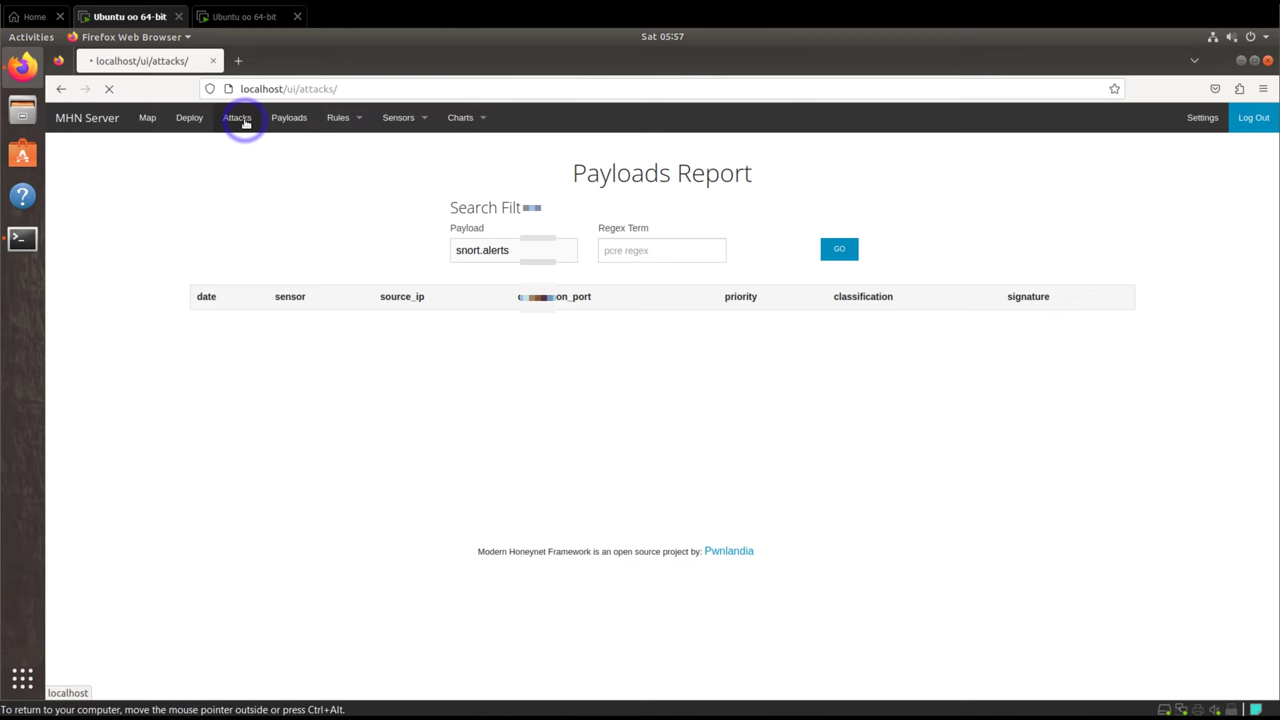 Home
Ubuntu oo 64-bit
Ubuntu oo 64-bit
Activities
Firefox Web Browser
Sat 05:57
localhost/ui/attacks/
localhost/ui/attacks/
MHN Server
Map
Deploy
Attacks
Payloads
Rules
Sensors
Charts
Settings
Log Out
Payloads Report
Search Filt
Payload
Regex Term
snort.alerts
pcre regex
GO
date
sensor
source_ip
on_port
priority
classification
signature
Modern Honeynet Framework is an open source project by: Pwnlandia
localhost
To return to your computer, move the mouse pointer outside or press Ctrl+Alt.